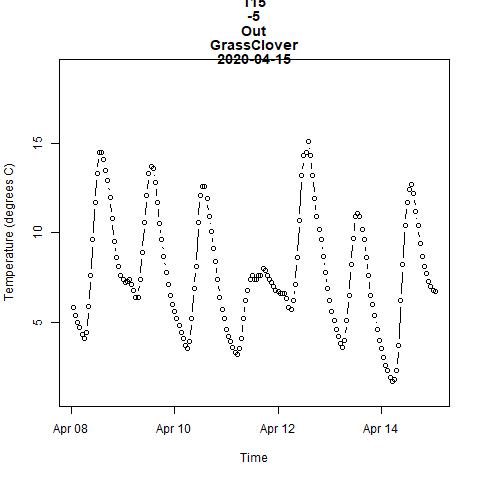 T15
-5
Out
GrassClover
2020-04-15
15
10
5
Temperature (degrees C)
Apr 08
Apr 10
Apr 12
Apr 14
Time